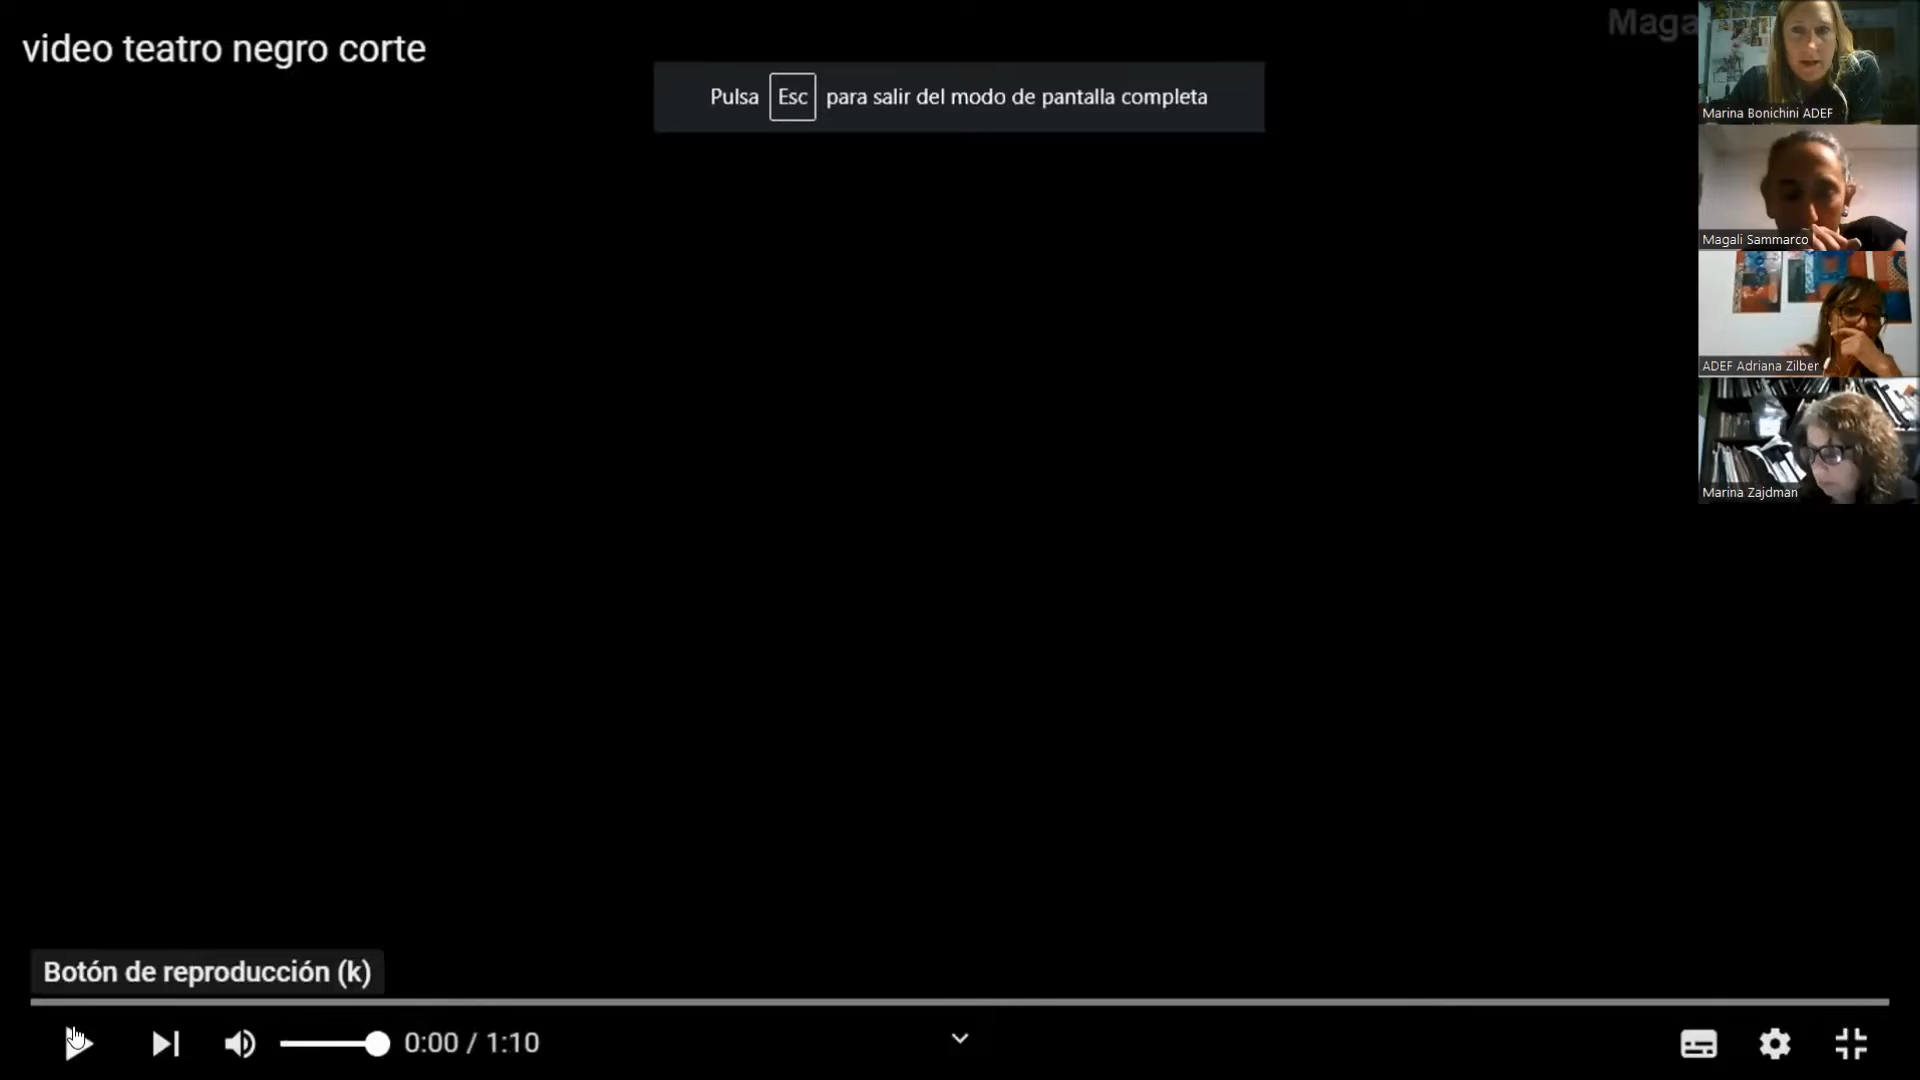 video teatro negro corte
Pulsa Esc para salir del modo de pantalla completa
Maga
Marina Bonichini ADEF
Magali Sammarco
ADEF Adriana Zilber
Marina Zajdman
Botón de reproducción (k)
0:00 / 1:10